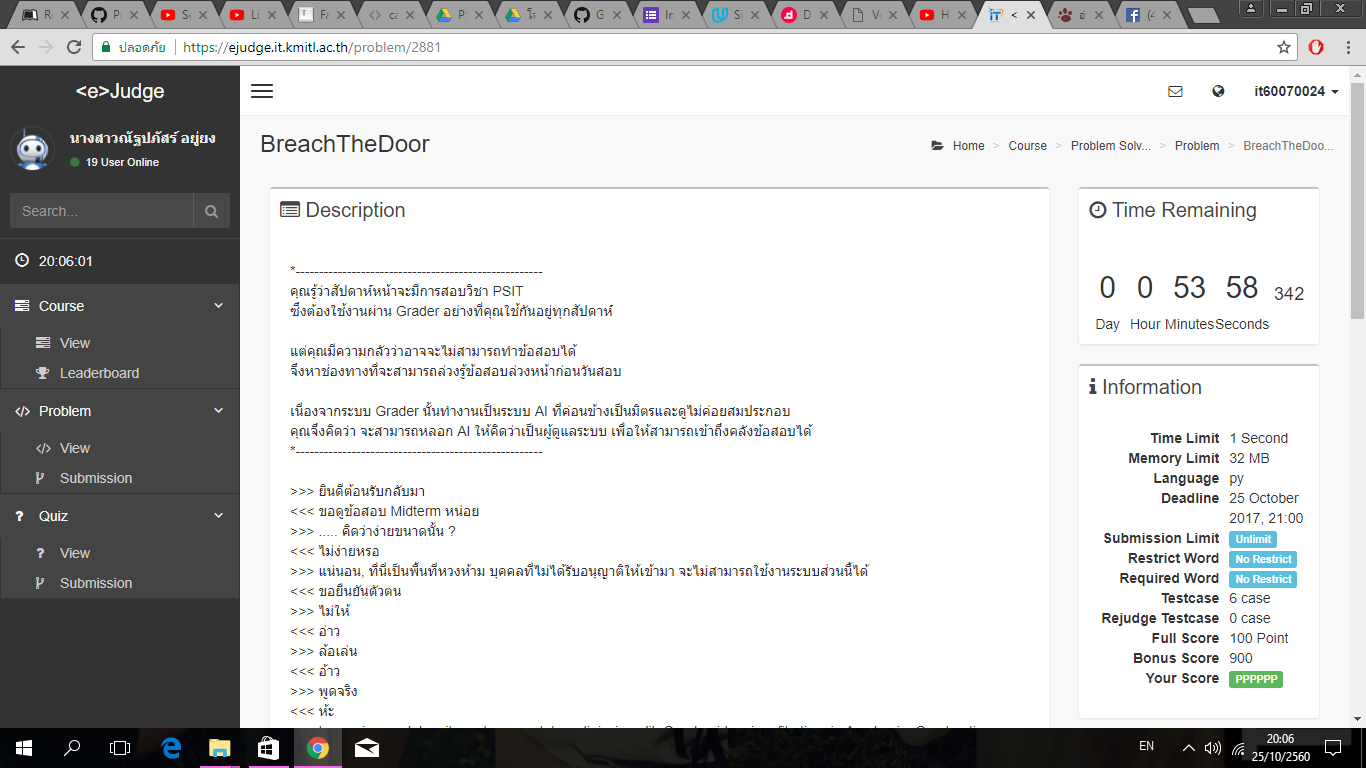 ปลอดภัย https://ejudge.it.kmitl.ac.th/problem/2881
<e>Judge
it60070024
นางสาวณัฐปภัสร์ อยู่ยง
19 User Online
Search...
20:06:01
Course
View
Leaderboard
Problem
View
Submission
Quiz
View
Submission
BreachTheDoor
Home > Course > Problem Solv... > Problem > BreachTheDoo...
Description
คุณรู้ว่าสัปดาห์หน้าจะมีการสอบวิชา PSIT
ซึ่งต้องใช้งานผ่าน Grader อย่างที่คุณใช้กันอยู่ทุกสัปดาห์
แต่คุณมีความกลัวว่าอาจจะไม่สามารถทำข้อสอบได้
จึงหาช่องทางที่จะสามารถล่วงรู้ข้อสอบล่วงหน้าก่อนวันสอบ
เนื่องจากระบบ Grader นั้นทำงานเป็นระบบ AI ที่ค่อนข้างเป็นมิตรและดูไม่ค่อยสมประกอบ
คุณจึงคิดว่า จะสามารถหลอก AI ให้คิดว่าเป็นผู้ดูแลระบบ เพื่อให้สามารถเข้าถึงคลังข้อสอบได้
>>> ยินดีต้อนรับกลับมา
<<< ขอดูข้อสอบ Midterm หน่อย
>>> ..... คิดว่าง่ายขนาดนั้น ?
<<< ไม่ง่ายหรอ
>>> แน่นอน, ที่นี่เป็นพื้นที่หวงห้าม บุคคลที่ไม่ได้รับอนุญาติให้เข้ามา จะไม่สามารถใช้งานระบบส่วนนี้ได้
<<< ขอยืนยันตัวตน
>>> ไม่ให้
<<< อ่าว
>>> ล้อเล่น
<<< อ้าว
>>> พูดจริง
<<< ห้ะ
Time Remaining
0 0 53 58 342
Day Hour Minutes Seconds
Information
Time Limit 1 Second
Memory Limit 32 MB
Language py
Deadline 25 October
2017, 21:00
Submission Limit Unlimit
Restrict Word No Restrict
Required Word No Restrict
Testcase 6 case
Rejudge Testcase 0 case
Full Score 100 Point
Bonus Score 900
Your Score PPPPPP
EN
20:06
25/10/2560